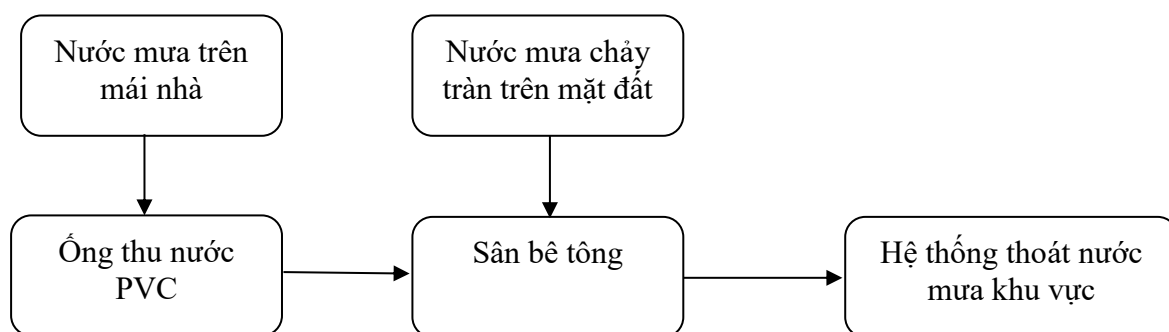 Nước mưa trên
mái nhà
Nước mưa chảy
tràn trên mặt đất
Ống thu nước
PVC
Sân bê tông
Hệ thống thoát nước
mưa khu vực